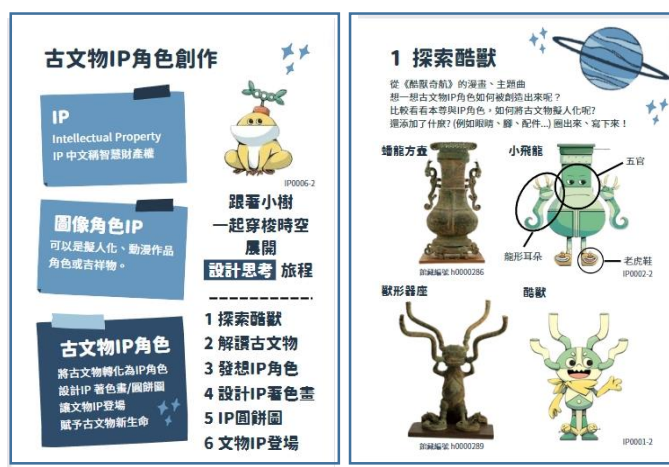 古文物IP角色創作
IP
Intellectual Property
IP 中文稱智慧財產權
IP0006-2
圖像角色IP
可以是擬人化、動漫作品
角色或吉祥物。
跟著小樹
一起穿梭時空
展開
設計思考 旅程
古文物IP角色
將古文物轉化為IP角色
設計IP 著色畫/圓餅圖
讓文物IP登場
賦予古文物新生命
1 探索酷獸
2 解讀古文物
3 發想IP角色
4 設計IP著色畫
5 IP圓餅圖
6 文物IP登場
1 探索酷獸
從《酷獸奇航》的漫畫、主題曲
想一想古文物IP角色如何被創造出來呢？
比較看看本尊與IP角色，如何將古文物擬人化呢?
還添加了什麼? (例如眼睛、腳、配件...) 圈出來、寫下來！
蟠龍方壺
小飛龍
五官
龍形耳朵
老虎鞋
館藏編號 h0000286
IP0002-2
獸形器座
酷獸
館藏編號 h0000289
IP0001-2